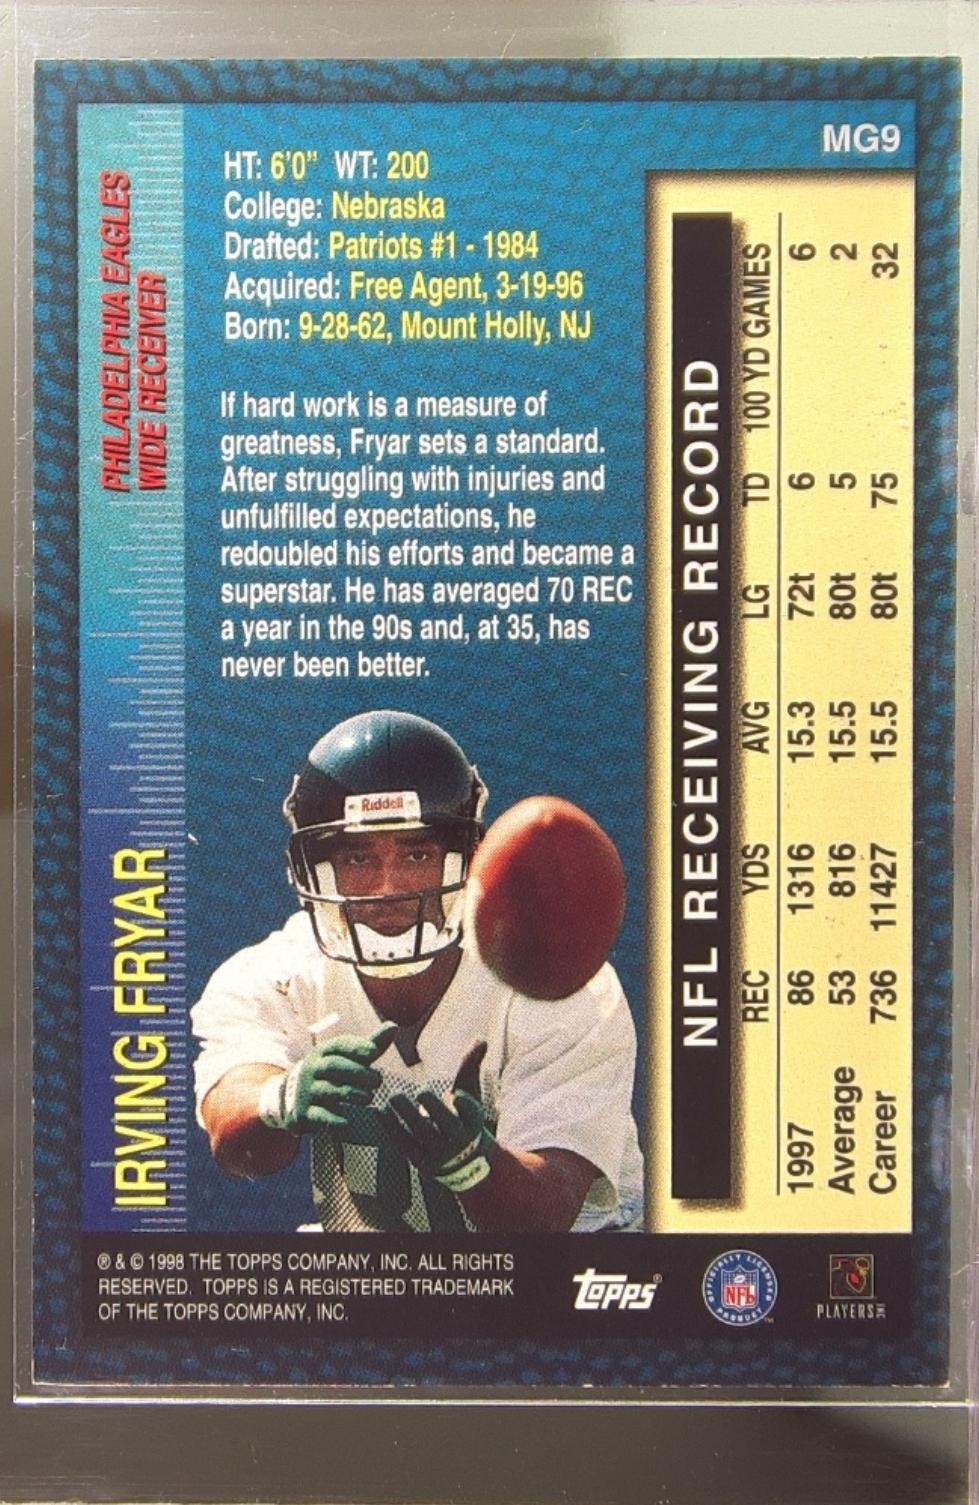 MG9
IRVING FRYAR
PHILADELPHIA EAGLES
WIDE RECEIVER
HT: 6'0" WT: 200
College: Nebraska
Drafted: Patriots #1 - 1984
Acquired: Free Agent, 3-19-96
Born: 9-28-62, Mount Holly, NJ
If hard work is a measure of
greatness, Fryar sets a standard.
After struggling with injuries and
unfulfilled expectations, he
redoubled his efforts and became a
superstar. He has averaged 70 REC
a year in the 90s and, at 35, has
never been better.
Riddell
NFL RECEIVING RECORD
REC YDS AVG LG TD 100 YD GAMES
1997 86 1316 15.3 72t 6 6
Average 53 816 15.5 80t 5 2
Career 736 11427 15.5 80t 75 32
® & © 1998 THE TOPPS COMPANY, INC. ALL RIGHTS
RESERVED. TOPPS IS A REGISTERED TRADEMARK
OF THE TOPPS COMPANY, INC.
topps®
OFFICIALLY LICENSED
NFL
PRODUCT
™
PLAYERS INC